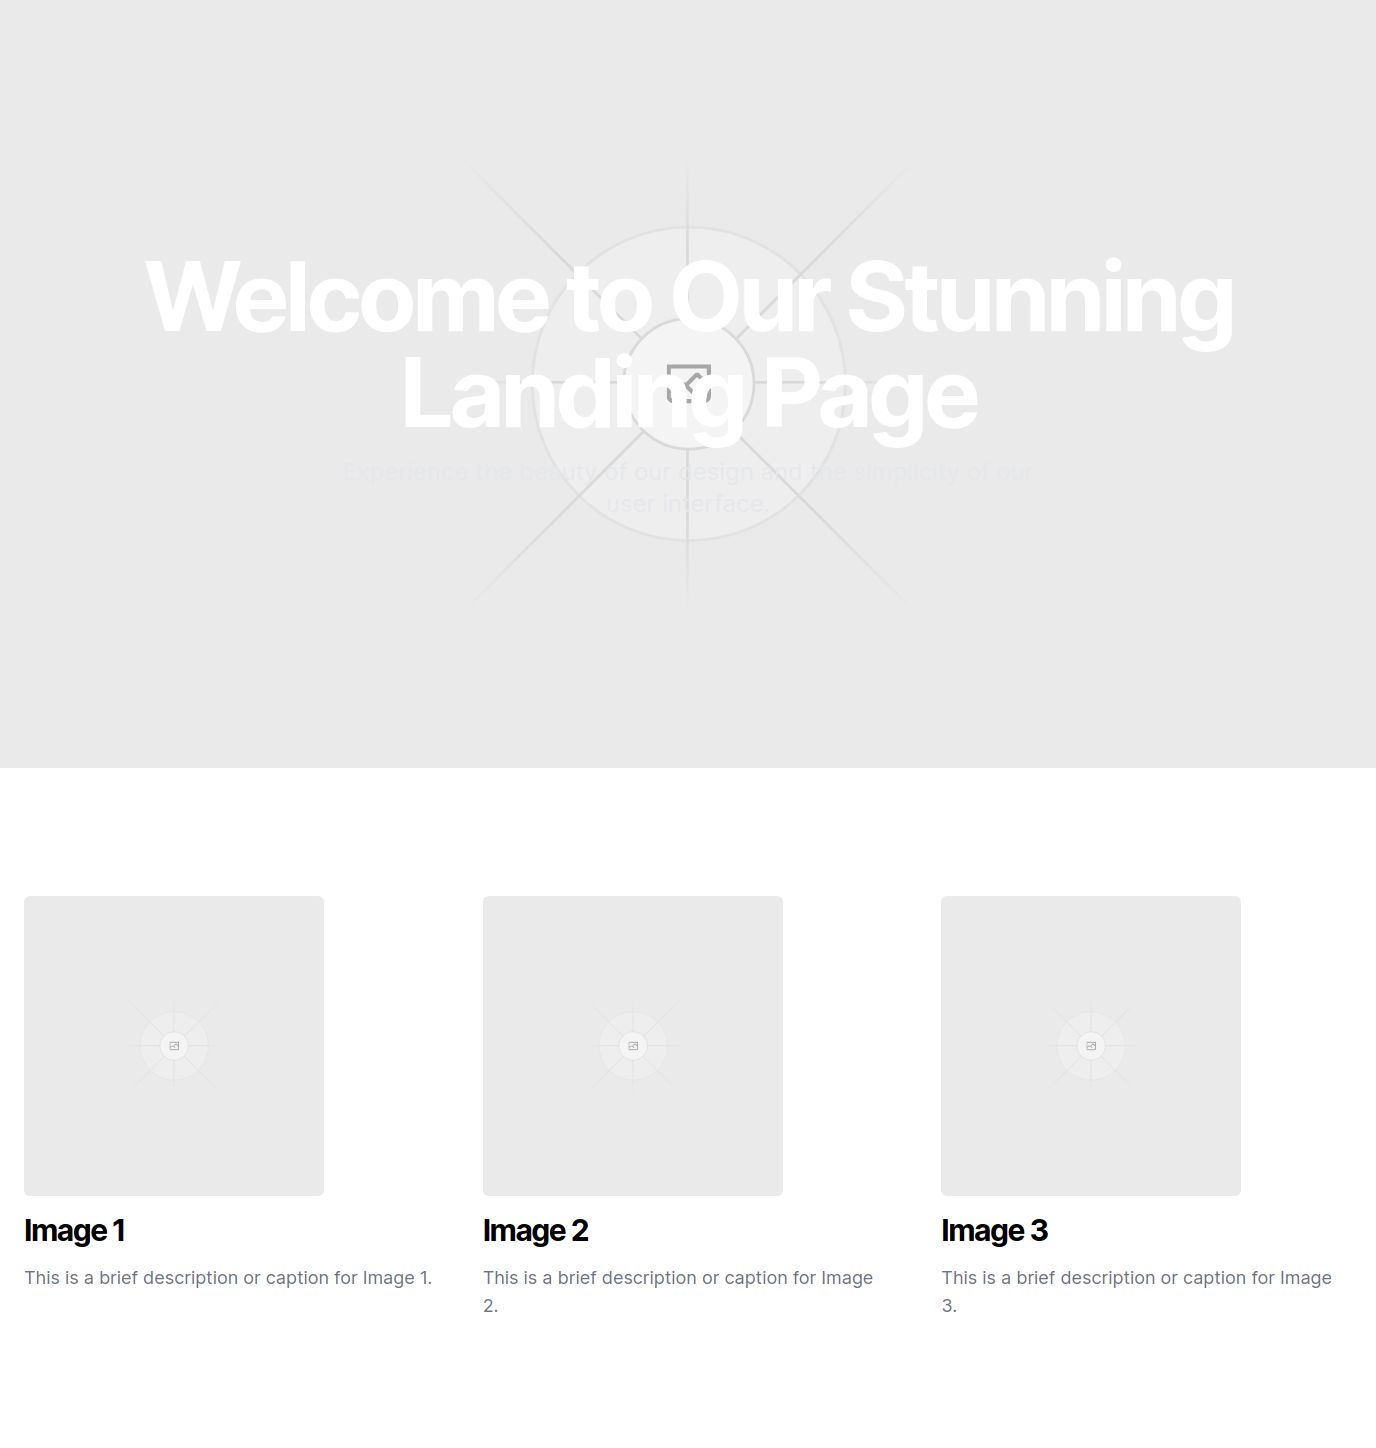 Welcome to Our Stunning
Landing Page
Experience the beauty of our design and the simplicity of our
user interface.
Image 1
This is a brief description or caption for Image 1.
Image 2
This is a brief description or caption for Image
2.
Image 3
This is a brief description or caption for Image
3.